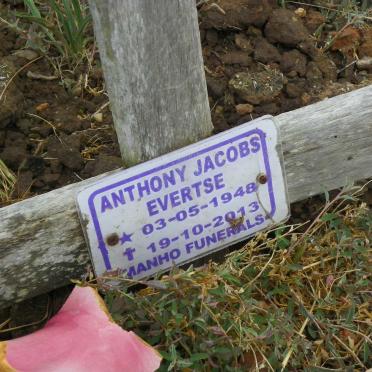 ANTHONY JACOBS
EVERTSE
★ 03-05-1948
✝ 19-10-2013
MANHO FUNERALS